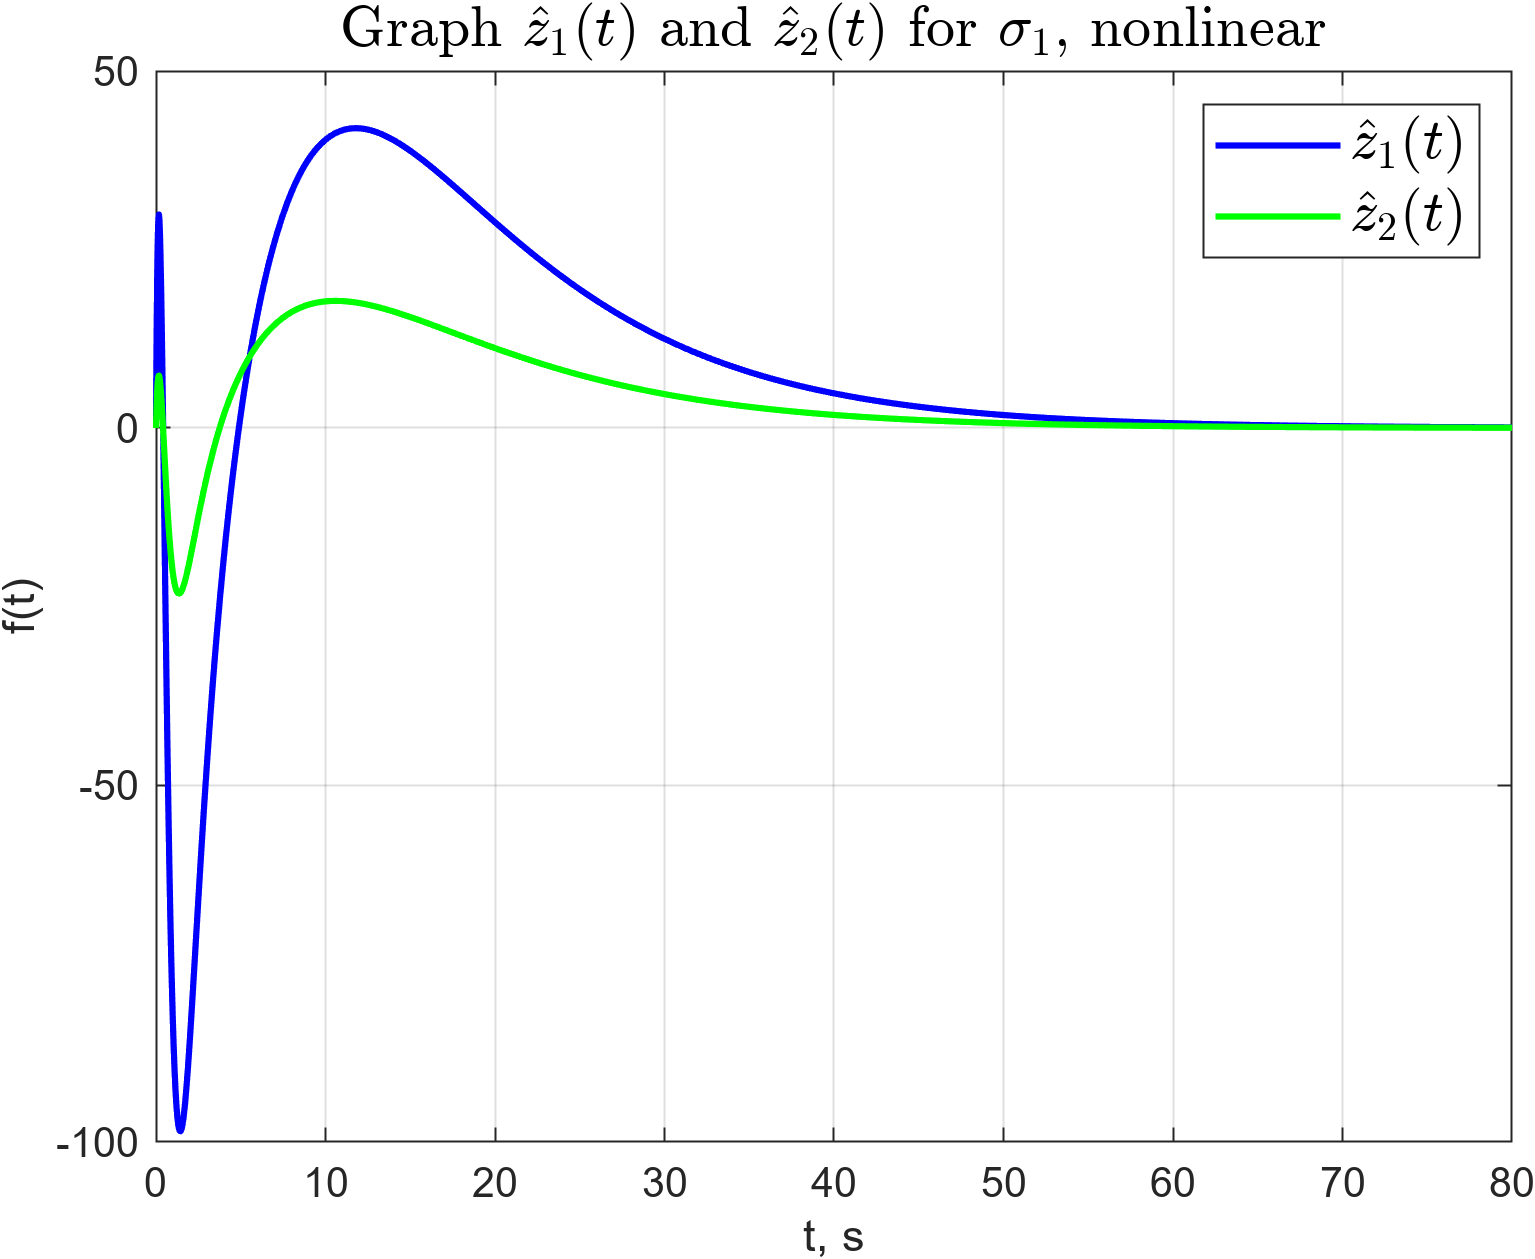 Graph ẑ₁(t) and ẑ₂(t) for σ₁, nonlinear
ẑ₁(t)
ẑ₂(t)
50
0
-50
-100
f(t)
0 10 20 30 40 50 60 70 80
t, s